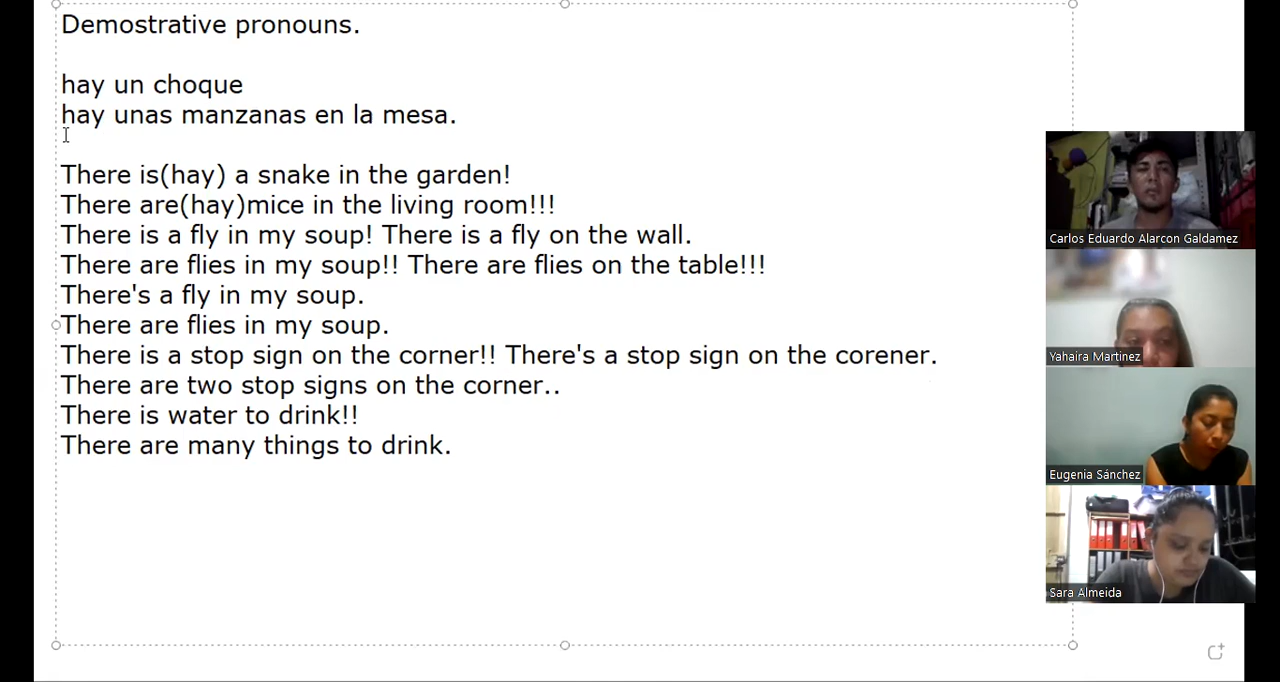 Demostrative pronouns.
hay un choque
hay unas manzanas en la mesa.
There is(hay) a snake in the garden!
There are(hay)mice in the living room!!!
There is a fly in my soup! There is a fly on the wall.
There are flies in my soup!! There are flies on the table!!!
There's a fly in my soup.
There are flies in my soup.
There is a stop sign on the corner!! There's a stop sign on the corener.
There are two stop signs on the corner..
There is water to drink!!
There are many things to drink.
Carlos Eduardo Alarcon Galdamez
Yahaira Martinez
Eugenia Sánchez
Sara Almeida